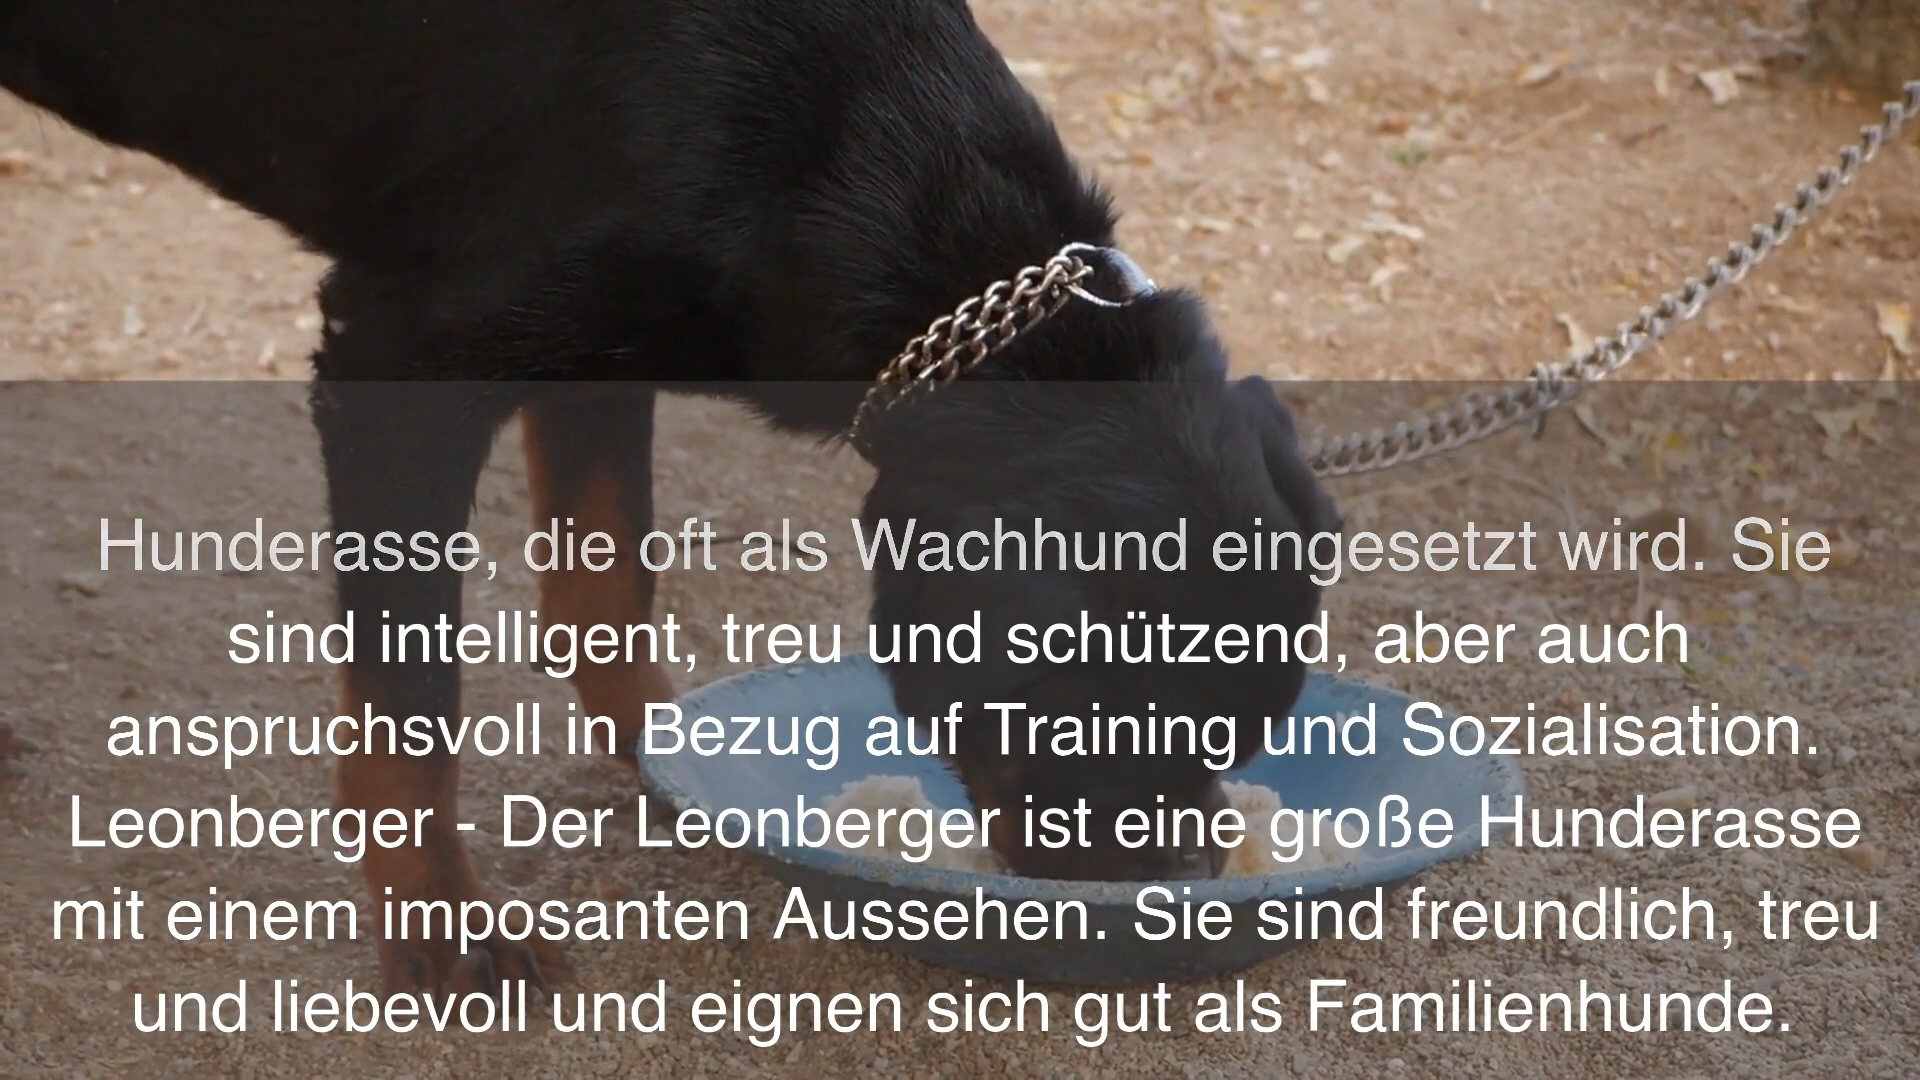 Hunderasse, die oft als Wachhund eingesetzt wird. Sie
sind intelligent, treu und schützend, aber auch
anspruchsvoll in Bezug auf Training und Sozialisation.
Leonberger - Der Leonberger ist eine große Hunderasse
mit einem imposanten Aussehen. Sie sind freundlich, treu
und liebevoll und eignen sich gut als Familienhunde.